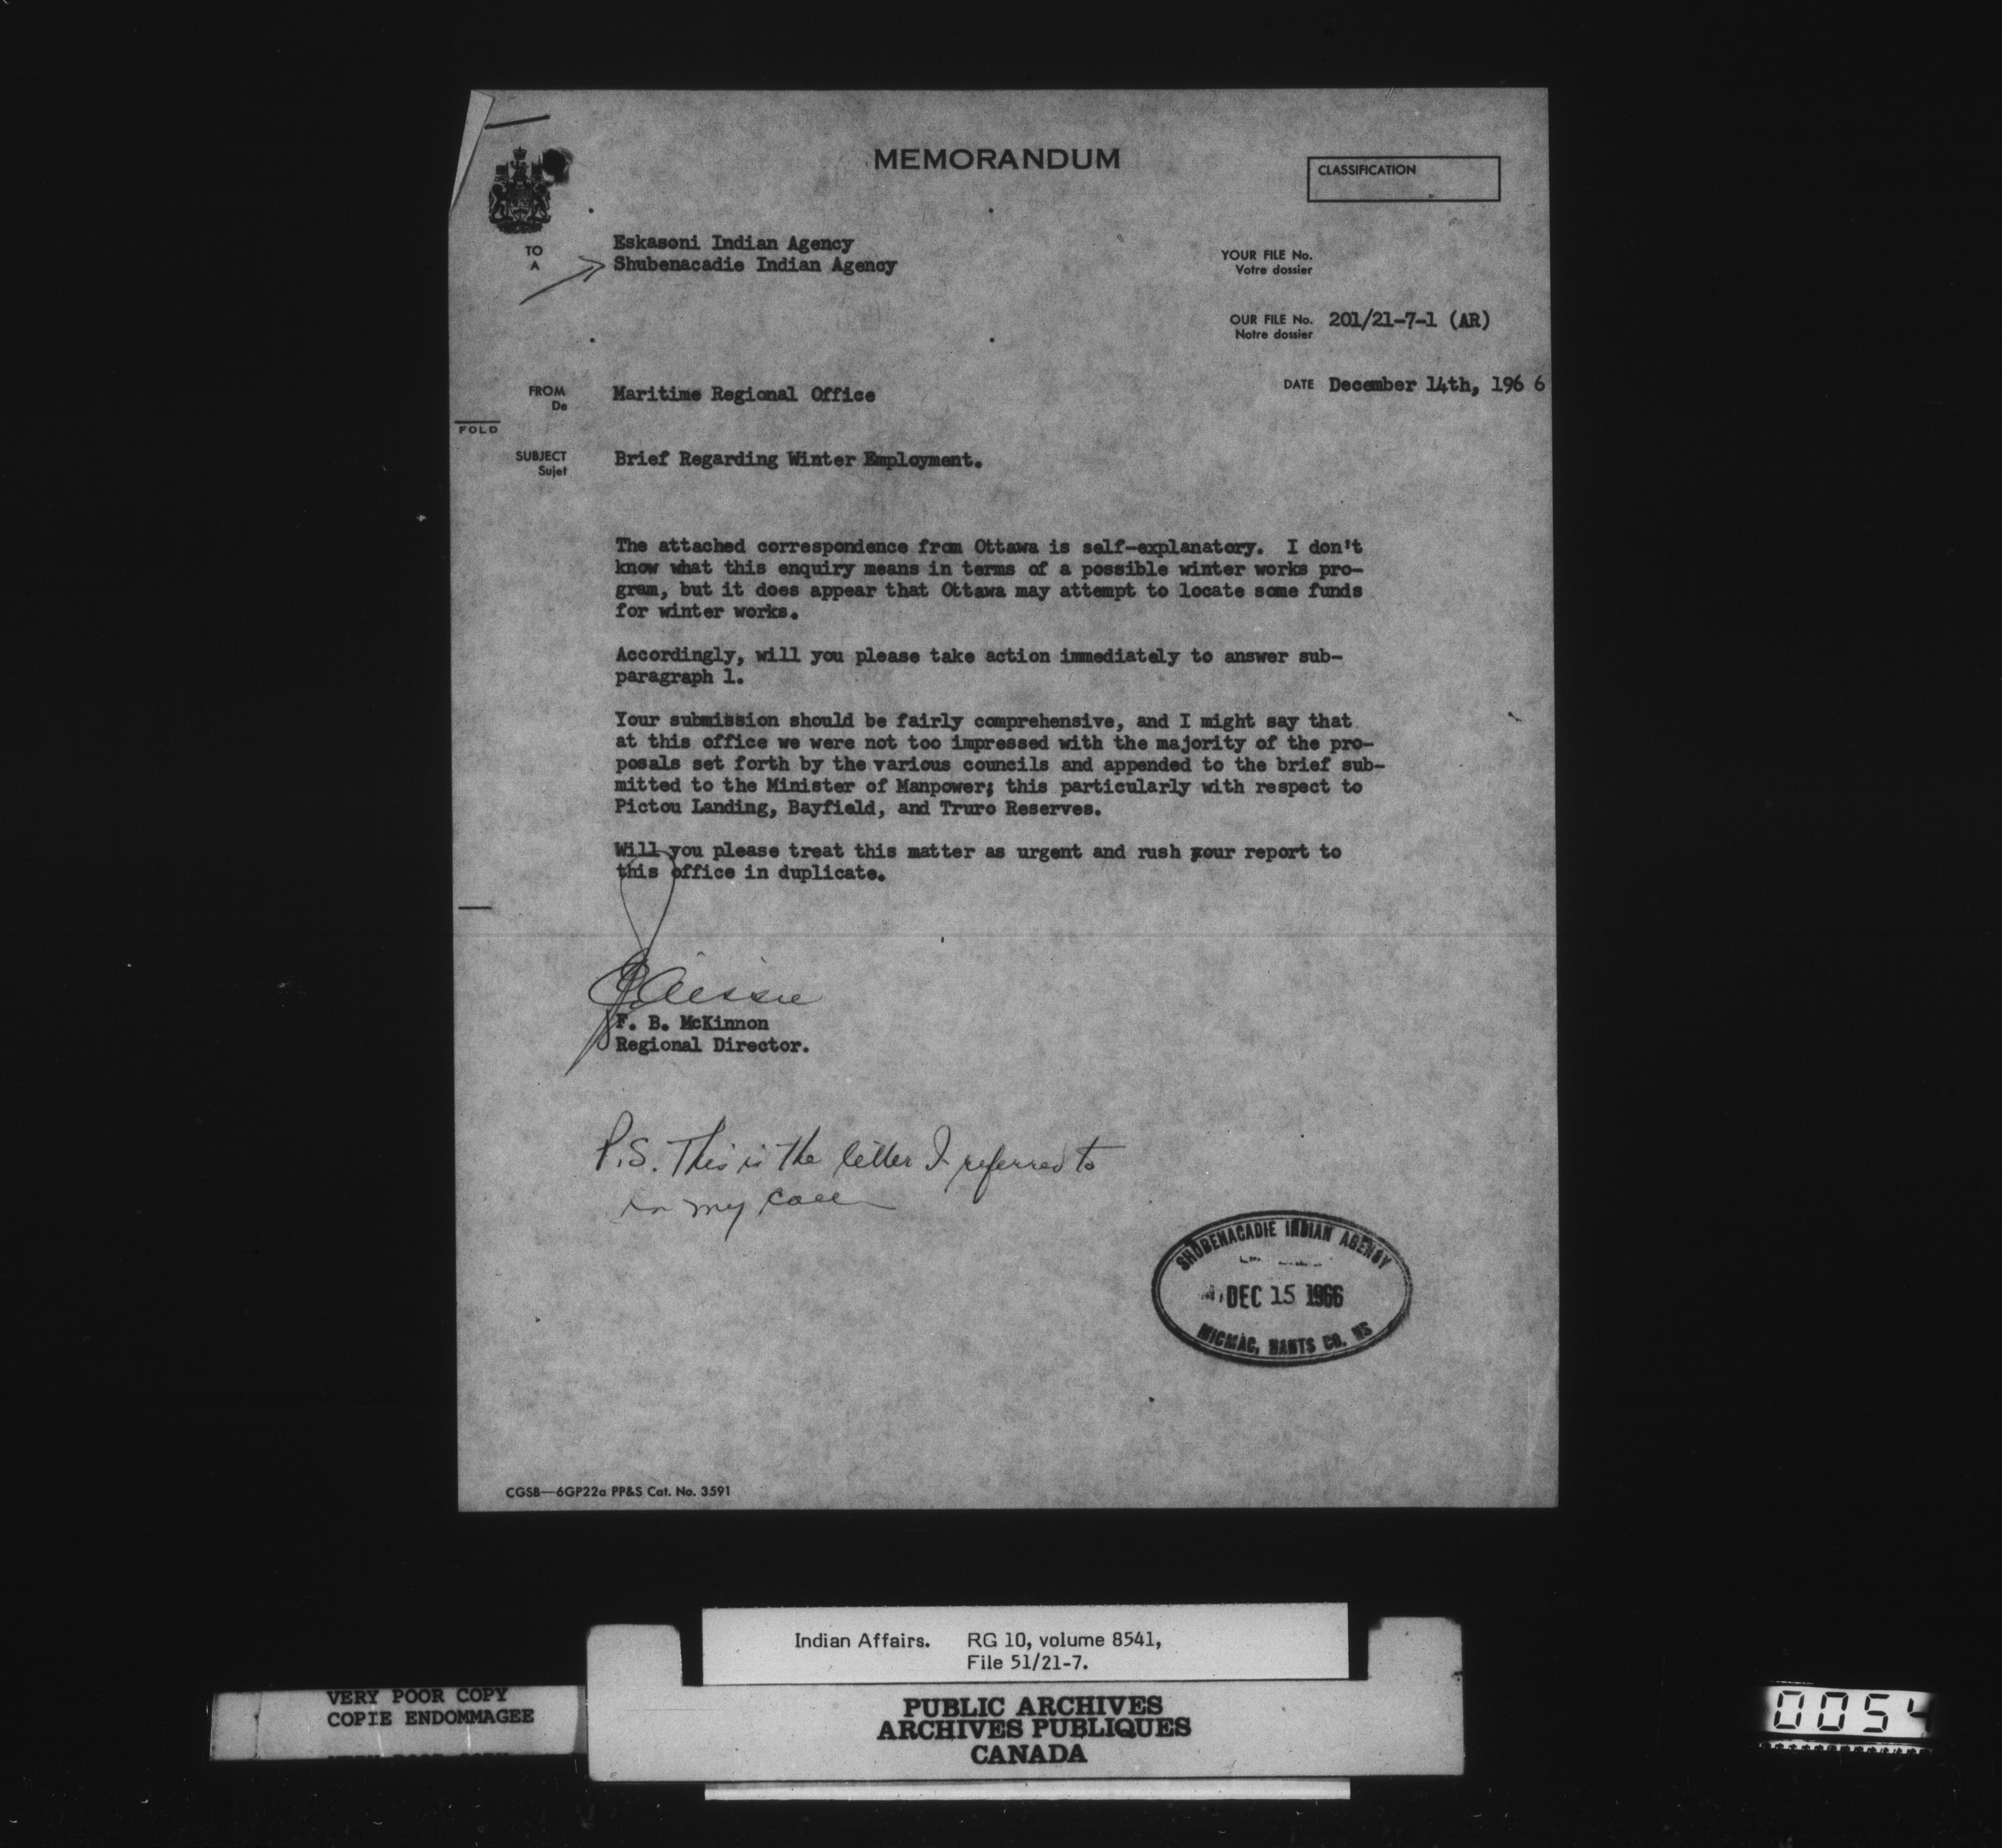 MEMORANDUM
CLASSIFICATION
TO
A
Eskasoni Indian Agency
Shubenacadie Indian Agency
YOUR FILE No.
Votre dossier
OUR FILE No. 201/21-7-1 (AR)
Notre dossier
FROM
De
Maritime Regional Office
DATE December 14th, 196 6
FOLD
SUBJECT
Sujet
Brief Regarding Winter Employment.
The attached correspondence from Ottawa is self-explanatory. I don't
know what this enquiry means in terms of a possible winter works pro-
gram, but it does appear that Ottawa may attempt to locate some funds
for winter works.
Accordingly, will you please take action immediately to answer sub-
paragraph 1.
Your submission should be fairly comprehensive, and I might say that
at this office we were not too impressed with the majority of the pro-
posals set forth by the various councils and appended to the brief sub-
mitted to the Minister of Manpower; this particularly with respect to
Pictou Landing, Bayfield, and Truro Reserves.
Will you please treat this matter as urgent and rush your report to
this office in duplicate.
F. B. McKinnon
Regional Director.
P.S. This is the letter I referred to
in my call
SHUBENACADIE INDIAN AGENCY
DEC 15 1966
MICMAC, HANTS CO. NS
CGSB—6GP22a PP&S Cat. No. 3591
Indian Affairs. RG 10, volume 8541,
File 51/21-7.
VERY POOR COPY
COPIE ENDOMMAGEE
PUBLIC ARCHIVES
ARCHIVES PUBLIQUES
CANADA
0054